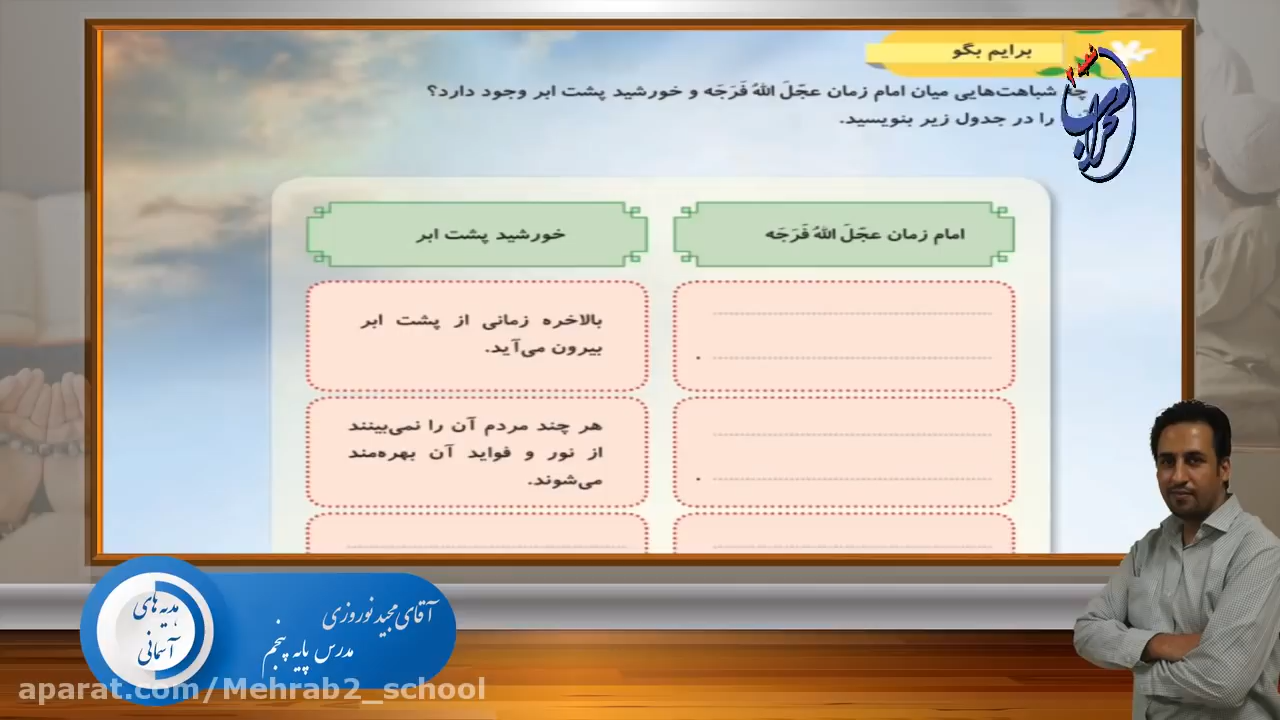 برایم بگو
شباهت‌هایی میان امام زمان عجّلَ اللهُ فَرَجَه و خورشید پشت ابر وجود دارد؟
را در جدول زیر بنویسید.
محراب
امام زمان عجّلَ اللهُ فَرَجَه
خورشید پشت ابر
بالاخره زمانی از پشت ابر
بیرون می‌آید.
هر چند مردم آن را نمی‌بینند
از نور و فواید آن بهره‌مند
می‌شوند.
هدیه های
آسمانی
آقای مجید نوروزی
مدرس پایه پنجم
aparat.com/Mehrab2_school